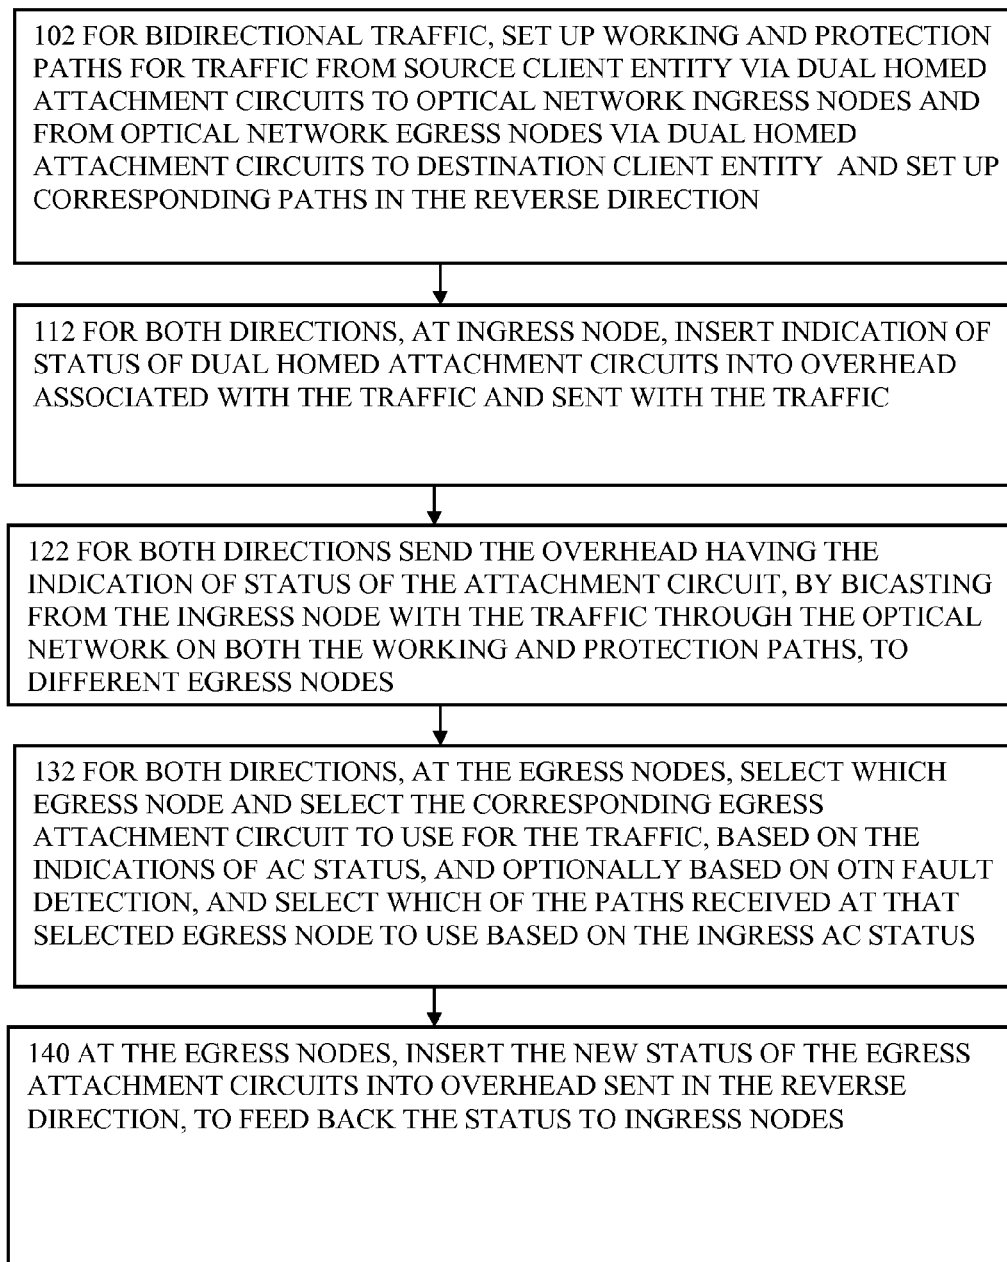 102 FOR BIDIRECTIONAL TRAFFIC, SET UP WORKING AND PROTECTION
PATHS FOR TRAFFIC FROM SOURCE CLIENT ENTITY VIA DUAL HOMED
ATTACHMENT CIRCUITS TO OPTICAL NETWORK INGRESS NODES AND
FROM OPTICAL NETWORK EGRESS NODES VIA DUAL HOMED
ATTACHMENT CIRCUITS TO DESTINATION CLIENT ENTITY AND SET UP
CORRESPONDING PATHS IN THE REVERSE DIRECTION
112 FOR BOTH DIRECTIONS, AT INGRESS NODE, INSERT INDICATION OF
STATUS OF DUAL HOMED ATTACHMENT CIRCUITS INTO OVERHEAD
ASSOCIATED WITH THE TRAFFIC AND SENT WITH THE TRAFFIC
122 FOR BOTH DIRECTIONS SEND THE OVERHEAD HAVING THE
INDICATION OF STATUS OF THE ATTACHMENT CIRCUIT, BY BICASTING
FROM THE INGRESS NODE WITH THE TRAFFIC THROUGH THE OPTICAL
NETWORK ON BOTH THE WORKING AND PROTECTION PATHS, TO
DIFFERENT EGRESS NODES
132 FOR BOTH DIRECTIONS, AT THE EGRESS NODES, SELECT WHICH
EGRESS NODE AND SELECT THE CORRESPONDING EGRESS
ATTACHMENT CIRCUIT TO USE FOR THE TRAFFIC, BASED ON THE
INDICATIONS OF AC STATUS, AND OPTIONALLY BASED ON OTN FAULT
DETECTION, AND SELECT WHICH OF THE PATHS RECEIVED AT THAT
SELECTED EGRESS NODE TO USE BASED ON THE INGRESS AC STATUS
140 AT THE EGRESS NODES, INSERT THE NEW STATUS OF THE EGRESS
ATTACHMENT CIRCUITS INTO OVERHEAD SENT IN THE REVERSE
DIRECTION, TO FEED BACK THE STATUS TO INGRESS NODES